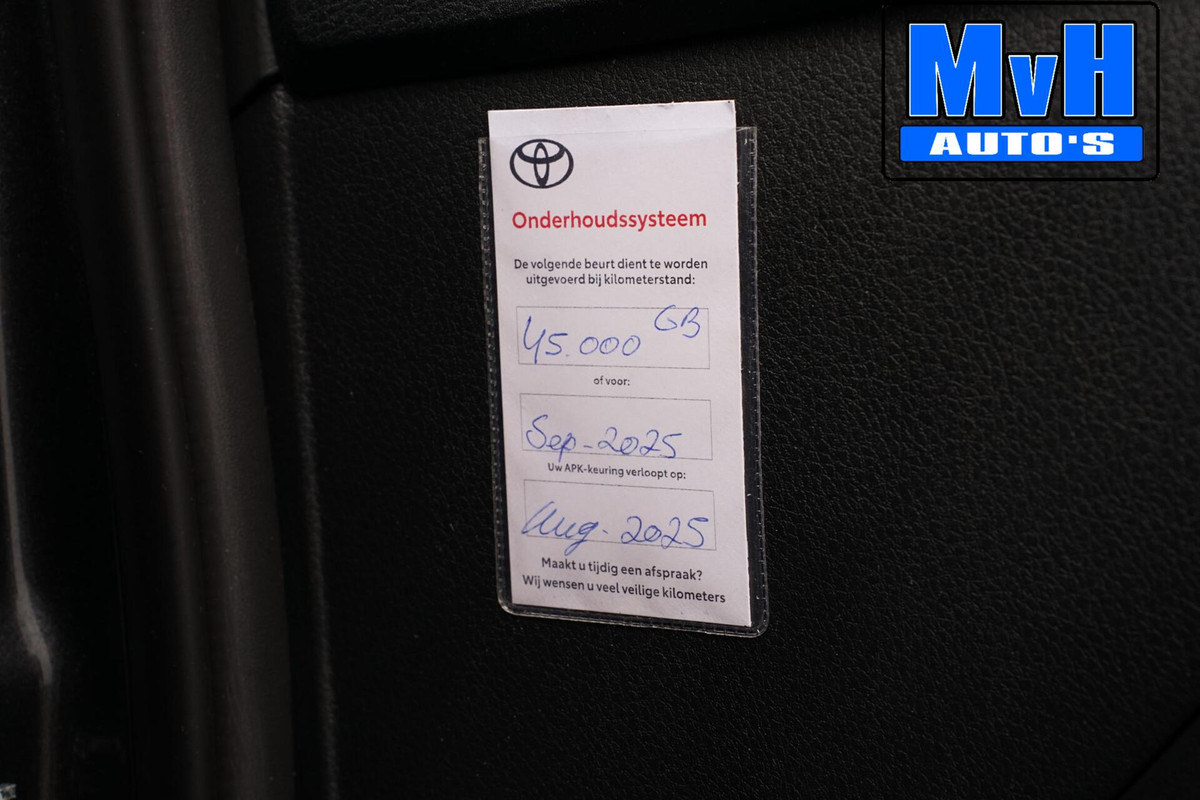 MvH
AUTO'S
Onderhoudssysteem
De volgende beurt dient te worden
uitgevoerd bij kilometerstand:
45.000 GB
of voor:
Sep-2025
Uw APK-keuring verloopt op:
Aug-2025
Maakt u tijdig een afspraak?
Wij wensen u veel veilige kilometers